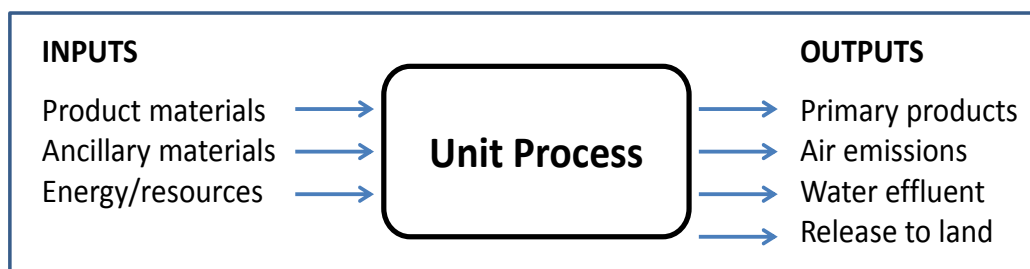 INPUTS
Product materials
Ancillary materials
Energy/resources
Unit Process
OUTPUTS
Primary products
Air emissions
Water effluent
Release to land